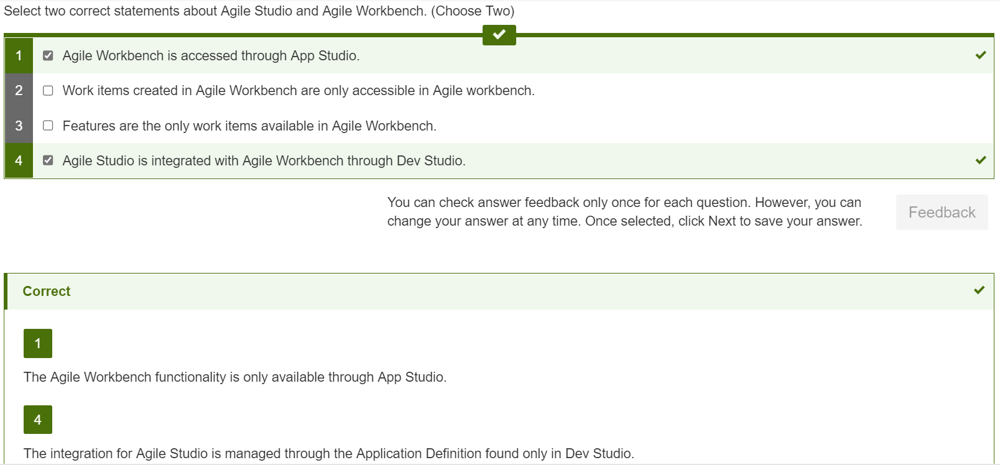 Select two correct statements about Agile Studio and Agile Workbench. (Choose Two)
1 Agile Workbench is accessed through App Studio.
2 Work items created in Agile Workbench are only accessible in Agile workbench.
3 Features are the only work items available in Agile Workbench.
4 Agile Studio is integrated with Agile Workbench through Dev Studio.
You can check answer feedback only once for each question. However, you can
change your answer at any time. Once selected, click Next to save your answer.
Feedback
Correct
1
The Agile Workbench functionality is only available through App Studio.
4
The integration for Agile Studio is managed through the Application Definition found only in Dev Studio.